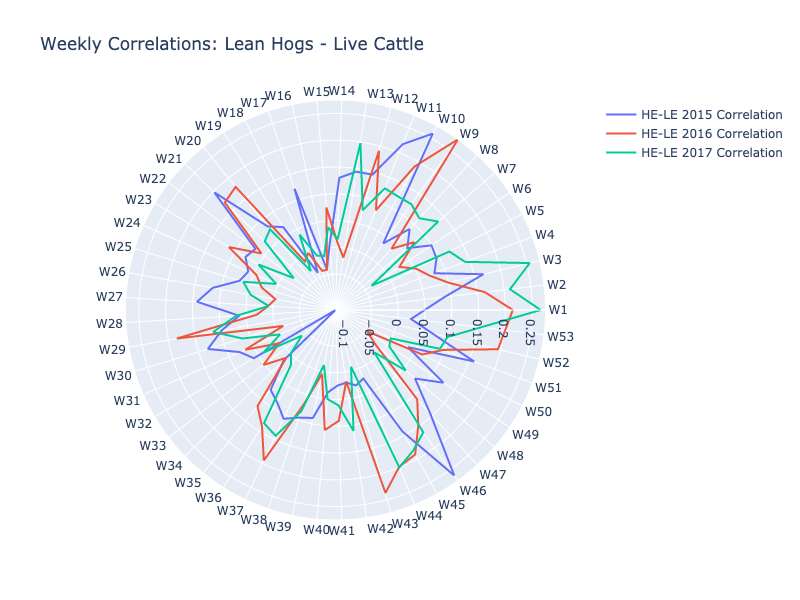 Weekly Correlations: Lean Hogs - Live Cattle
HE-LE 2015 Correlation
HE-LE 2016 Correlation
HE-LE 2017 Correlation
W1
W2
W3
W4
W5
W6
W7
W8
W9
W10
W11
W12
W13
W14
W15
W16
W17
W18
W19
W20
W21
W22
W23
W24
W25
W26
W27
W28
W29
W30
W31
W32
W33
W34
W35
W36
W37
W38
W39
W40
W41
W42
W43
W44
W45
W46
W47
W48
W49
W50
W51
W52
W53
−0.1
−0.05
0
0.05
0.1
0.15
0.2
0.25